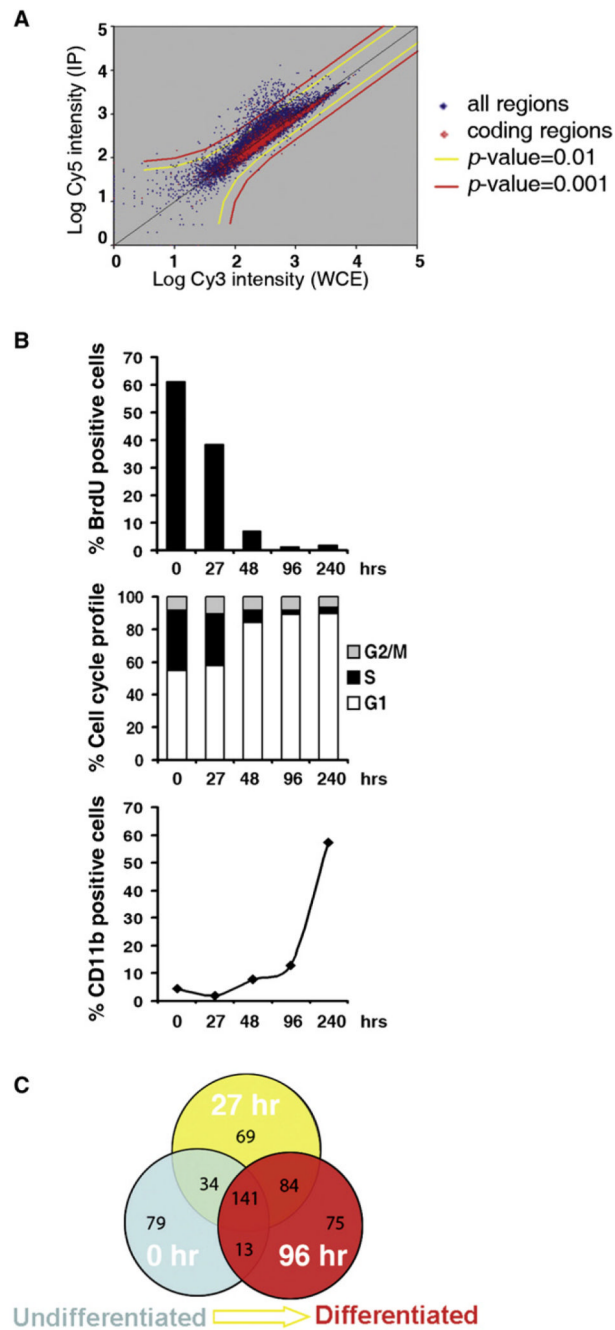 A
Log Cy5 intensity (IP)
5
4
3
2
1
0
0 1 2 3 4 5
Log Cy3 intensity (WCE)
all regions
coding regions
p-value=0.01
p-value=0.001
B
% BrdU positive cells
70
60
50
40
30
20
10
0
0 27 48 96 240 hrs
% Cell cycle profile
100
80
60
40
20
0
0 27 48 96 240 hrs
G2/M
S
G1
% CD11b positive cells
70
60
50
40
30
20
10
0
0 27 48 96 240 hrs
C
27 hr
69
34
141
84
79
75
0 hr
13
96 hr
Undifferentiated
Differentiated